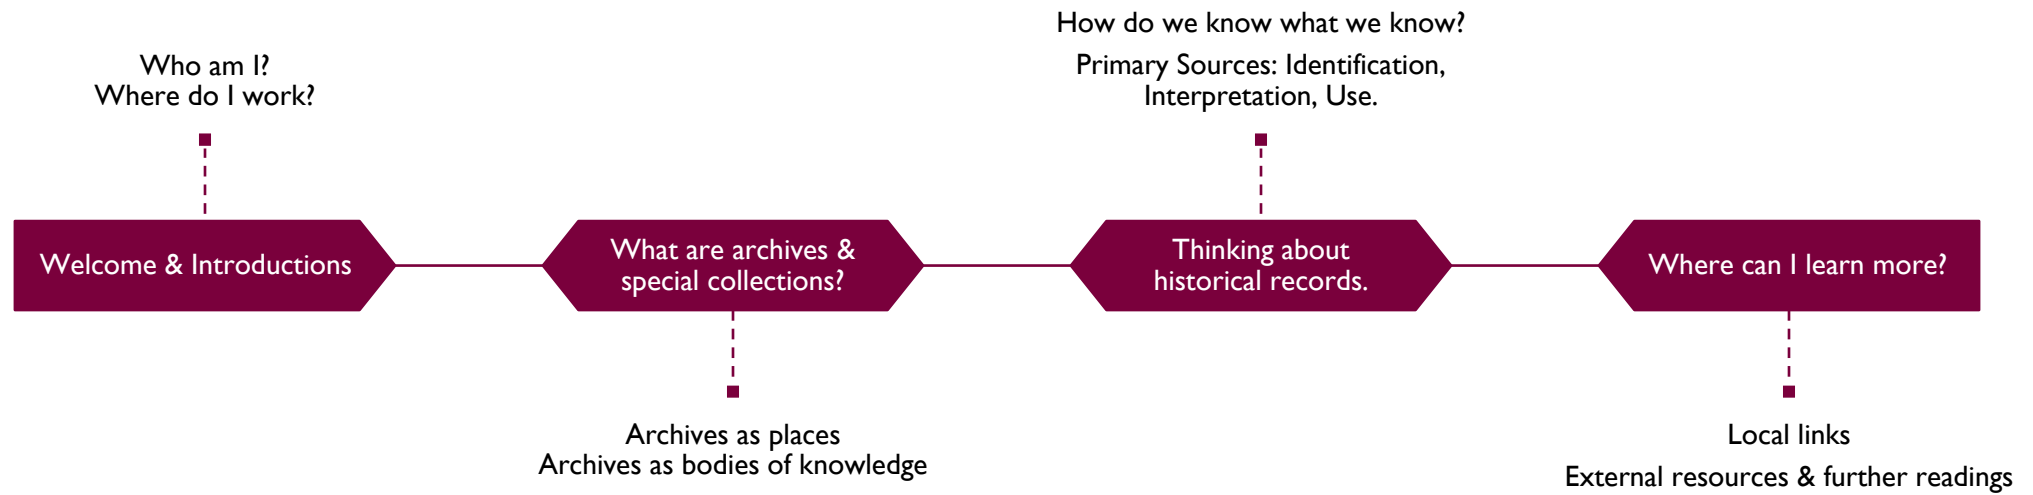 Who am I?
Where do I work?
Welcome & Introductions
What are archives &
special collections?
Archives as places
Archives as bodies of knowledge
How do we know what we know?
Primary Sources: Identification,
Interpretation, Use.
Thinking about
historical records.
Where can I learn more?
Local links
External resources & further readings